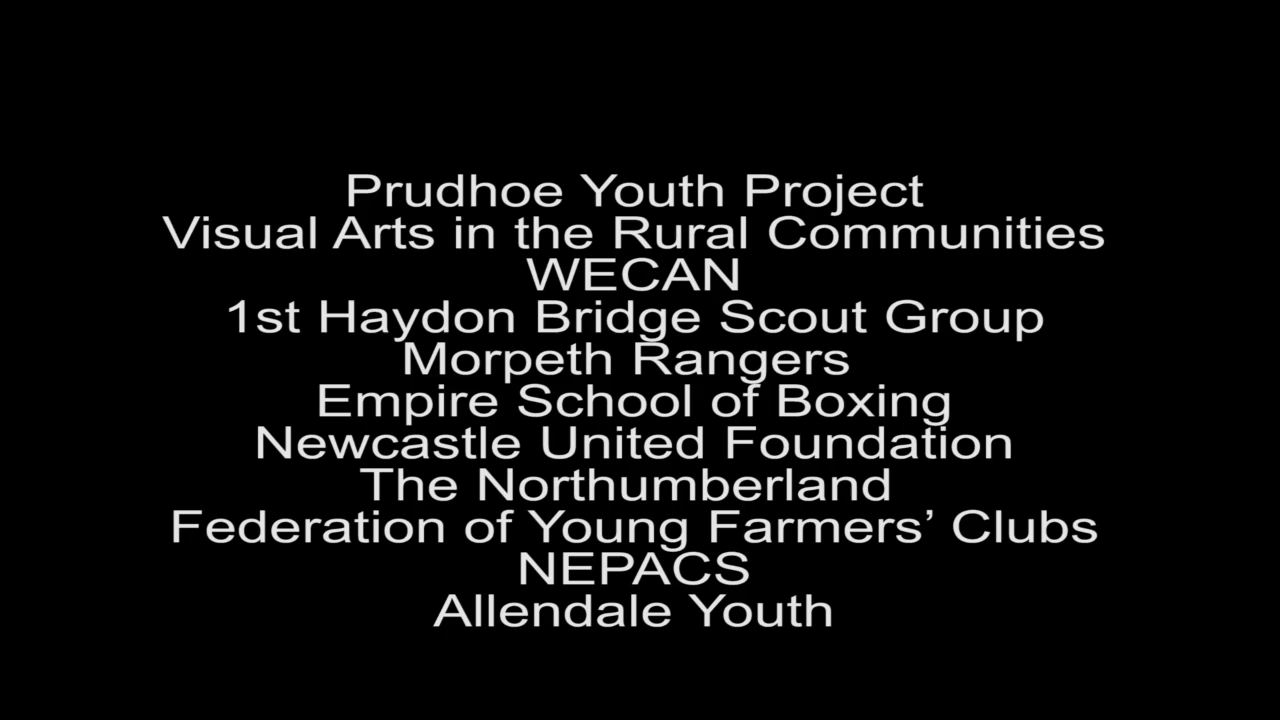 Prudhoe Youth Project
Visual Arts in the Rural Communities
WECAN
1st Haydon Bridge Scout Group
Morpeth Rangers
Empire School of Boxing
Newcastle United Foundation
The Northumberland
Federation of Young Farmers’ Clubs
NEPACS
Allendale Youth